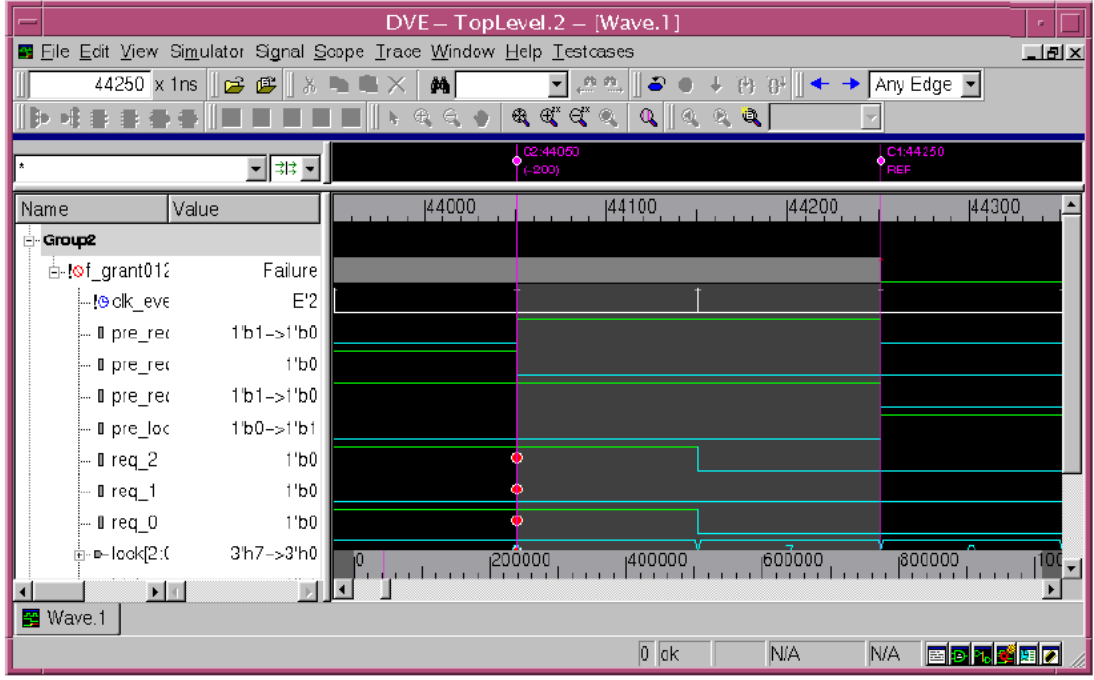 DVE – TopLevel.2 – [Wave.1]
File Edit View Simulator Signal Scope Trace Window Help Testcases
44250 x 1ns Any Edge
C2:44050 C1:44250
(-200) REF
*
Name Value 44000 44100 44200 44300
Group2
f_grant012 Failure
clk_eve E'2
pre_rec 1'b1->1'b0
pre_rec 1'b0
pre_rec 1'b1->1'b0
pre_loc 1'b0->1'b1
req_2 1'b0
req_1 1'b0
req_0 1'b0
lock[2:( 3'h7->3'h0 7
0 200000 400000 600000 800000 100
Wave.1
0 ok N/A N/A